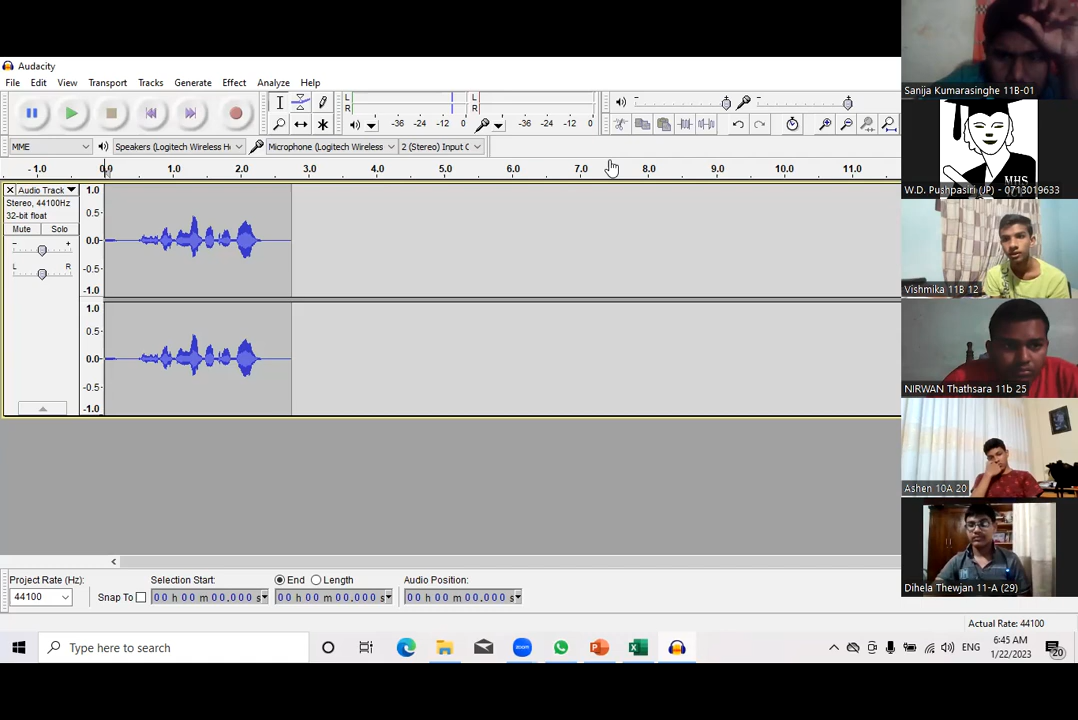 Audacity
File Edit View Transport Tracks Generate Effect Analyze Help
L
R
-36 -24 -12 0
L
R
-36 -24 -12 0
MME Speakers (Logitech Wireless H Microphone (Logitech Wireless 2 (Stereo) Input C
- 1.0 0.0 1.0 2.0 3.0 4.0 5.0 6.0 7.0 8.0 9.0 10.0 11.0
Audio Track
Stereo, 44100Hz
32-bit float
Mute Solo
- +
L R
1.0
0.5
0.0
-0.5
-1.0
1.0
0.5
0.0
-0.5
-1.0
Project Rate (Hz): Selection Start: End Length Audio Position:
44100 Snap To 00 h 00 m 00.000 s 00 h 00 m 00.000 s 00 h 00 m 00.000 s
Actual Rate: 44100
Type here to search
zoom
ENG
6:45 AM
1/22/2023
20
Sanija Kumarasinghe 11B-01
MHS
W.D. Pushpasiri (JP) - 0713019633
Vishmika 11B 12
NIRWAN Thathsara 11b 25
Ashen 10A 20
Dihela Thewjan 11-A (29)